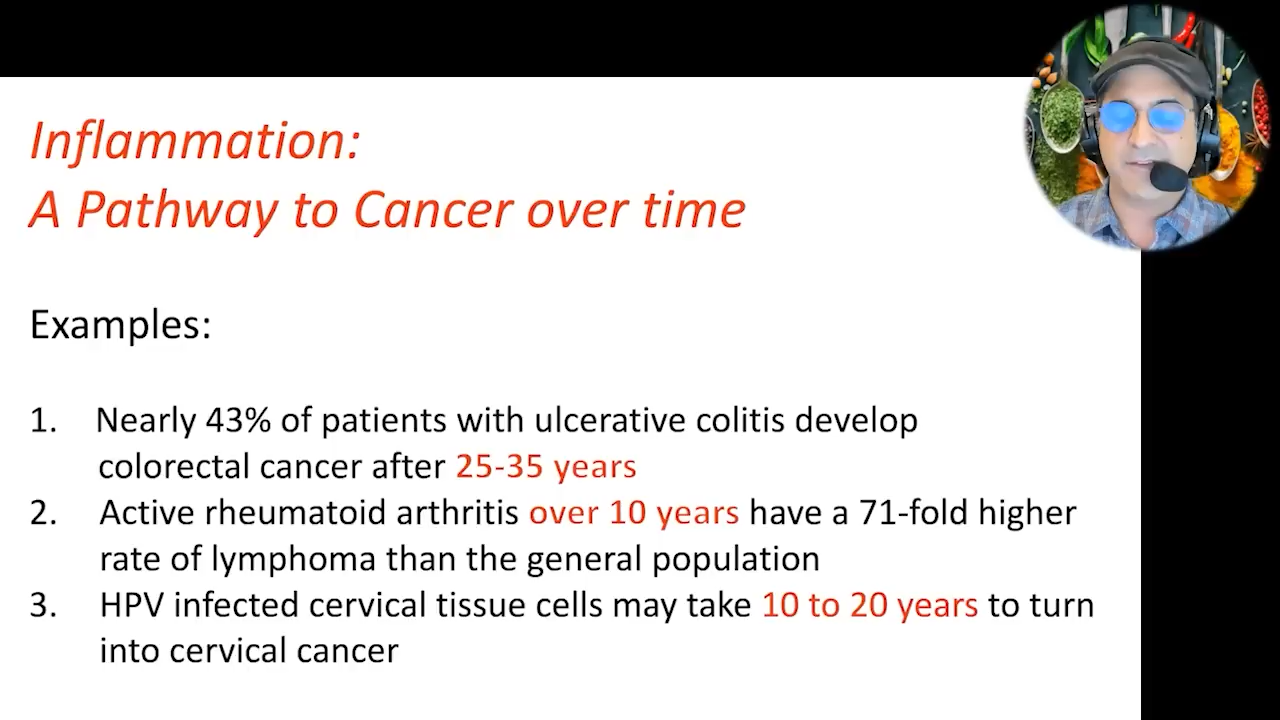 Inflammation:
A Pathway to Cancer over time
Examples:
1. Nearly 43% of patients with ulcerative colitis develop
colorectal cancer after 25-35 years
2. Active rheumatoid arthritis over 10 years have a 71-fold higher
rate of lymphoma than the general population
3. HPV infected cervical tissue cells may take 10 to 20 years to turn
into cervical cancer